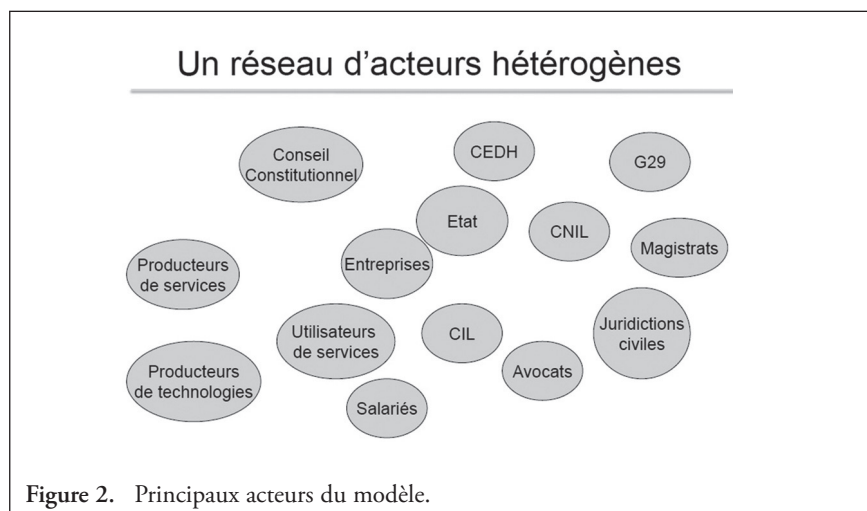 Un réseau d'acteurs hétérogènes
Conseil
Constitutionnel
CEDH
G29
Etat
CNIL
Magistrats
Entreprises
Producteurs
de services
Utilisateurs
de services
CIL
Juridictions
civiles
Producteurs
de technologies
Avocats
Salariés
Figure 2. Principaux acteurs du modèle.